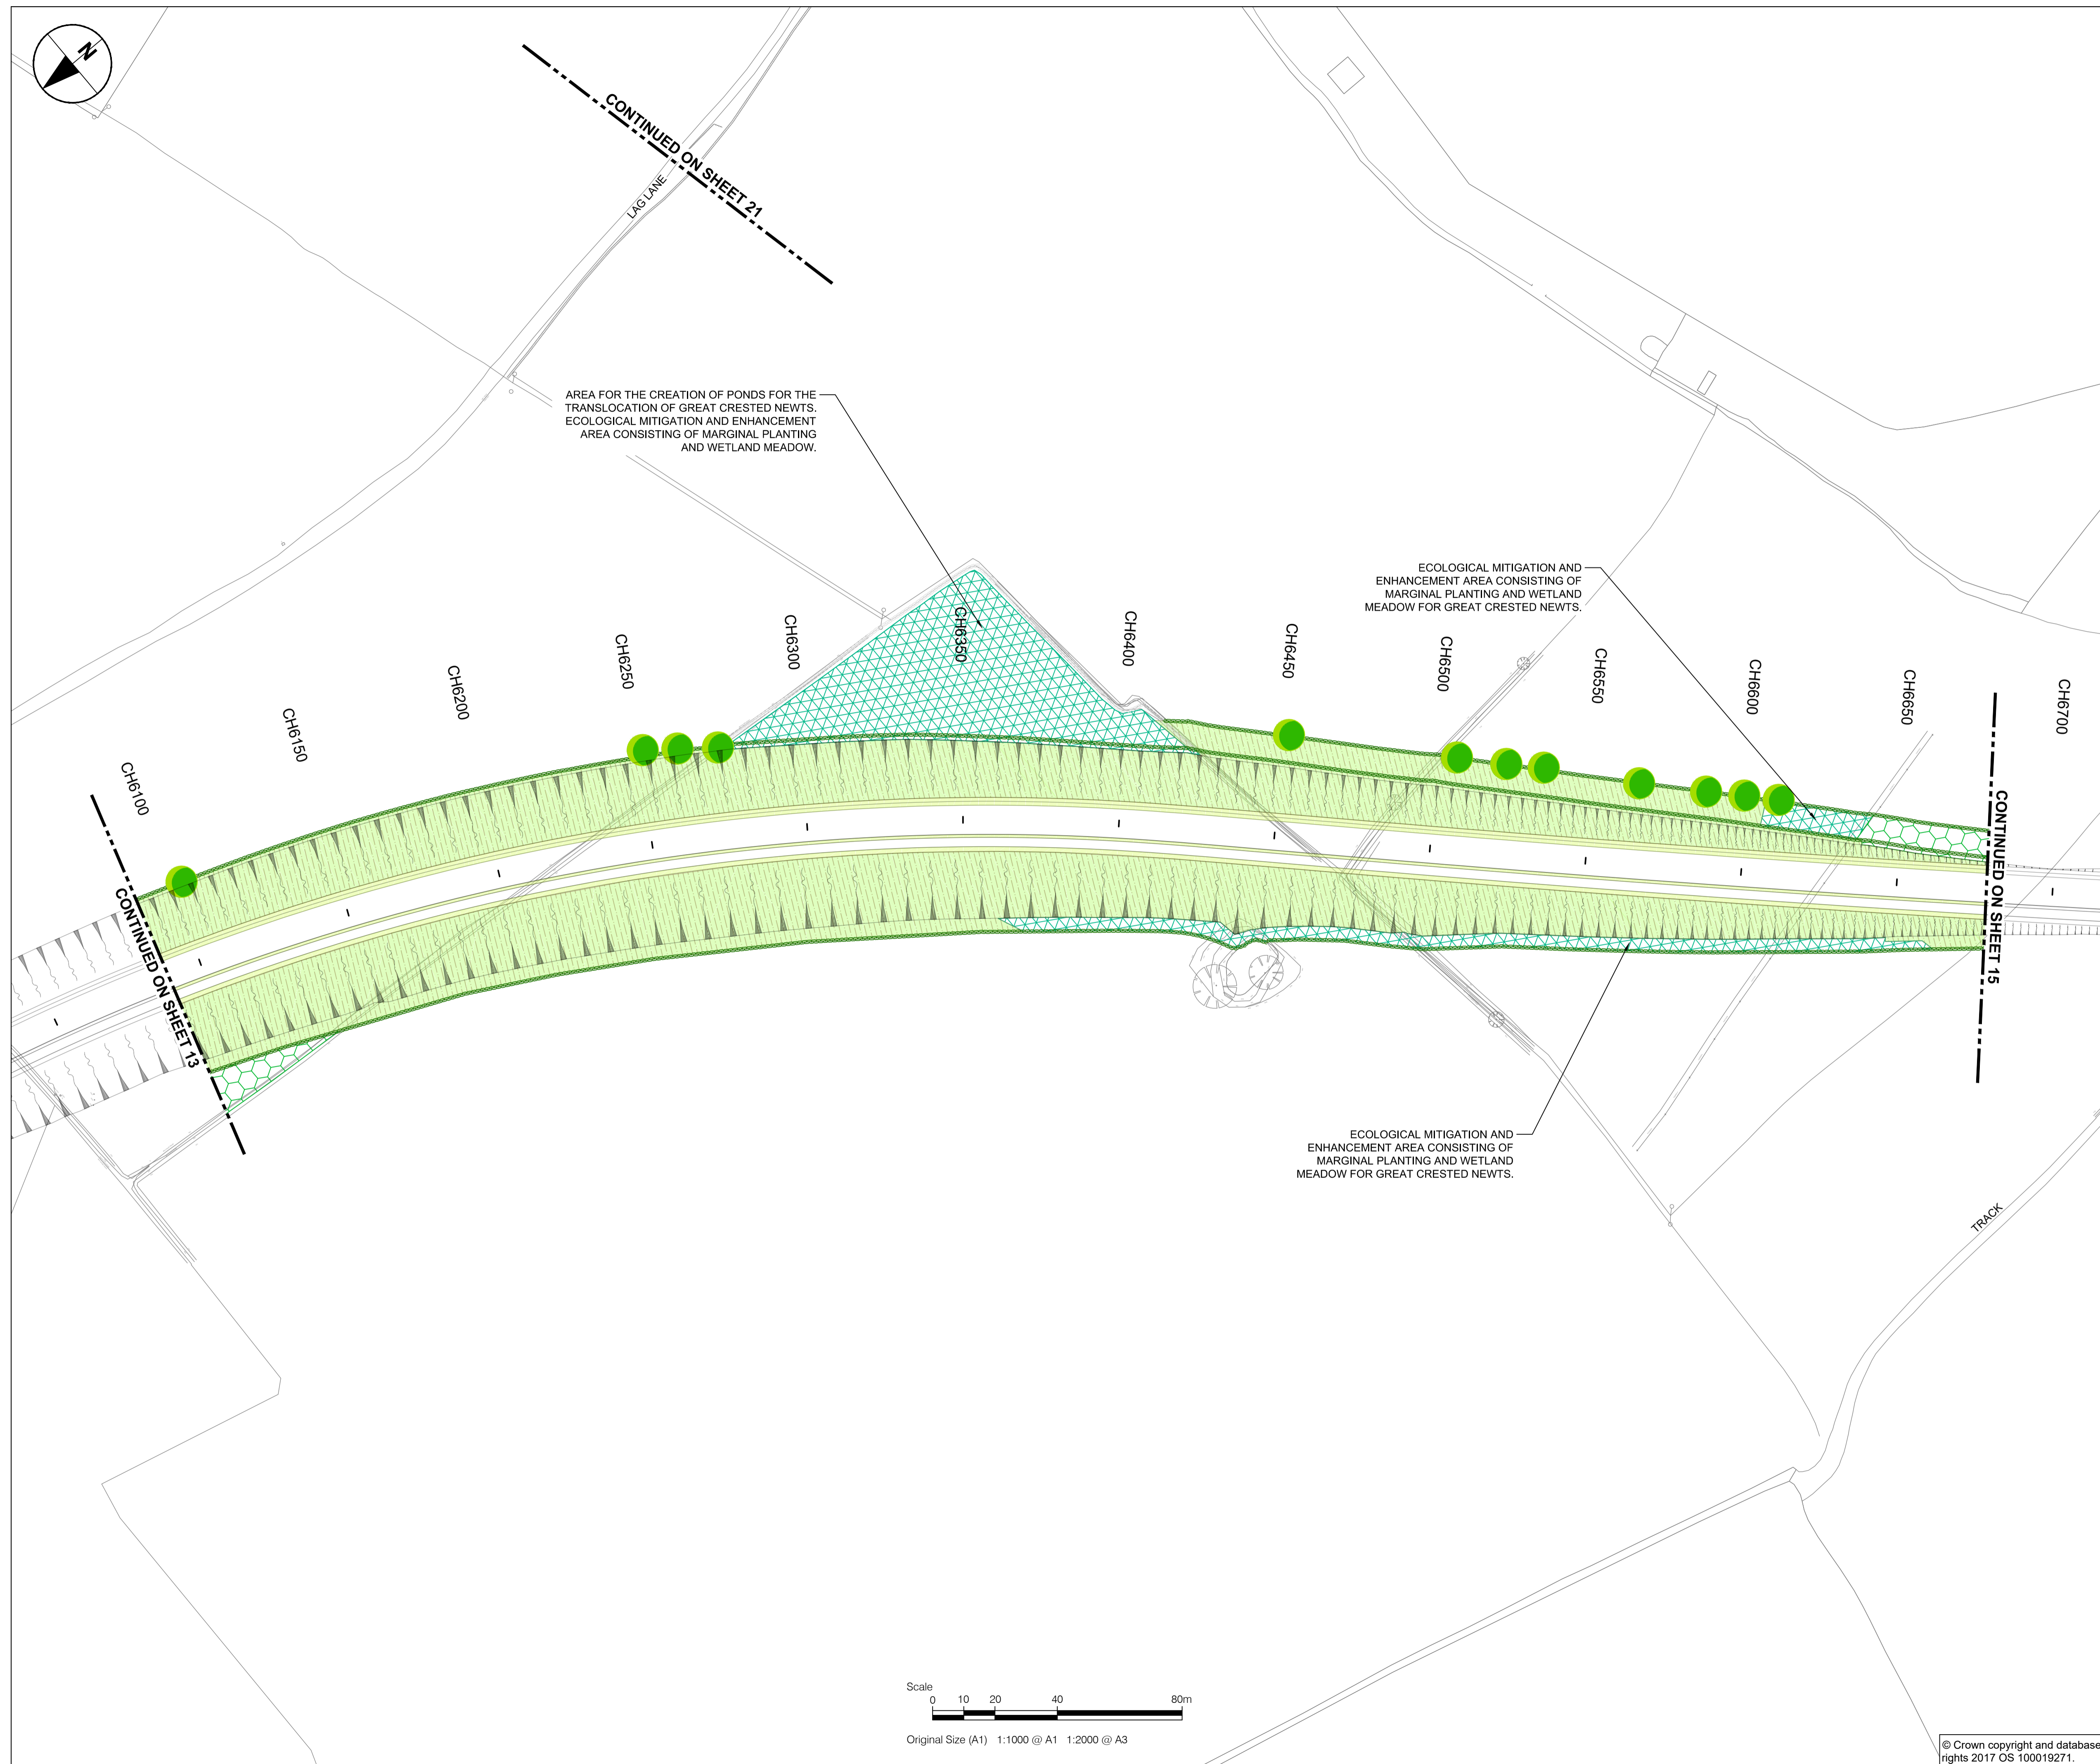 N
CONTINUED ON SHEET 21
LAG LANE
AREA FOR THE CREATION OF PONDS FOR THE
TRANSLOCATION OF GREAT CRESTED NEWTS.
ECOLOGICAL MITIGATION AND ENHANCEMENT
AREA CONSISTING OF MARGINAL PLANTING
AND WETLAND MEADOW.
ECOLOGICAL MITIGATION AND
ENHANCEMENT AREA CONSISTING OF
MARGINAL PLANTING AND WETLAND
MEADOW FOR GREAT CRESTED NEWTS.
CH6100
CH6150
CH6200
CH6250
CH6300
CH6350
CH6400
CH6450
CH6500
CH6550
CH6600
CH6650
CH6700
CONTINUED ON SHEET 13
CONTINUED ON SHEET 15
ECOLOGICAL MITIGATION AND
ENHANCEMENT AREA CONSISTING OF
MARGINAL PLANTING AND WETLAND
MEADOW FOR GREAT CRESTED NEWTS.
TRACK
Scale
0 10 20 40 80m
Original Size (A1) 1:1000 @ A1 1:2000 @ A3
© Crown copyright and database
rights 2017 OS 100019271.